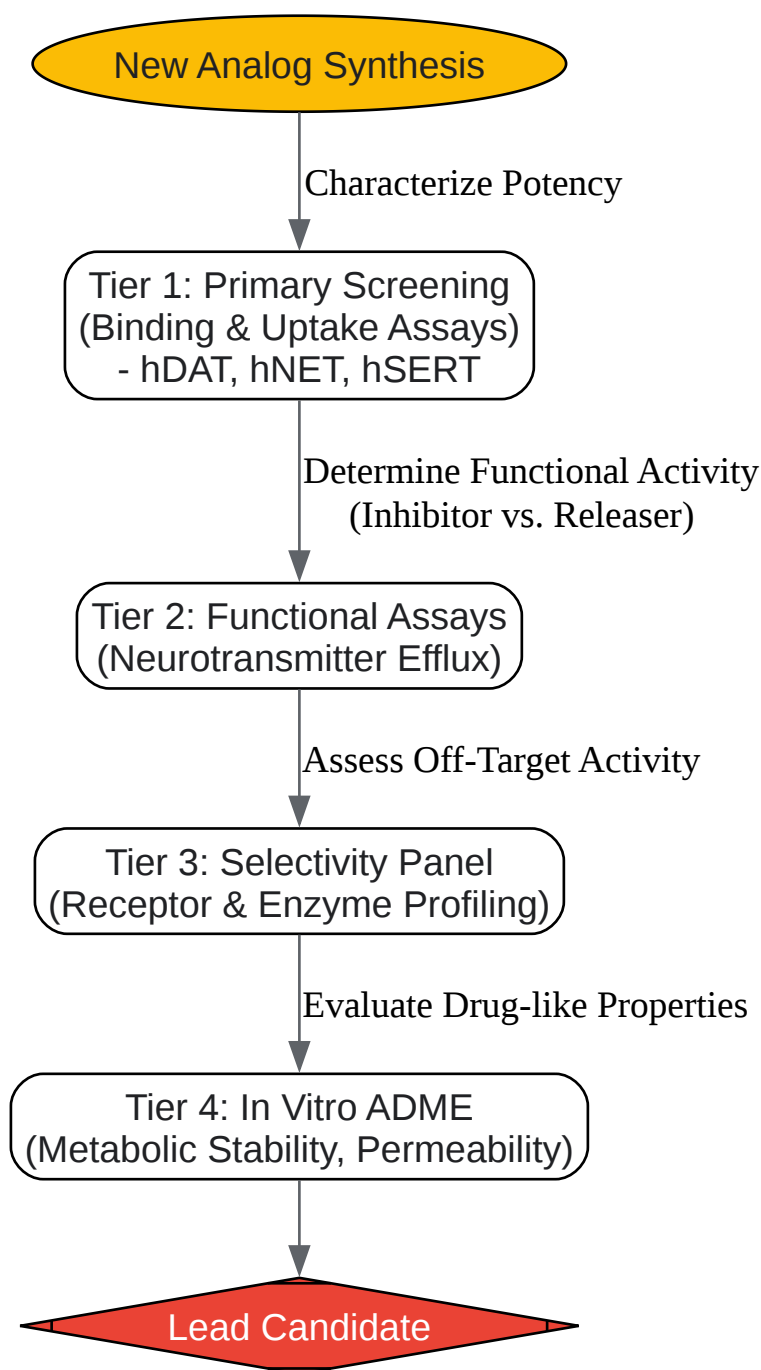 New Analog Synthesis
Characterize Potency
Tier 1: Primary Screening
(Binding & Uptake Assays)
- hDAT, hNET, hSERT
Determine Functional Activity
(Inhibitor vs. Releaser)
Tier 2: Functional Assays
(Neurotransmitter Efflux)
Assess Off-Target Activity
Tier 3: Selectivity Panel
(Receptor & Enzyme Profiling)
Evaluate Drug-like Properties
Tier 4: In Vitro ADME
(Metabolic Stability, Permeability)
Lead Candidate